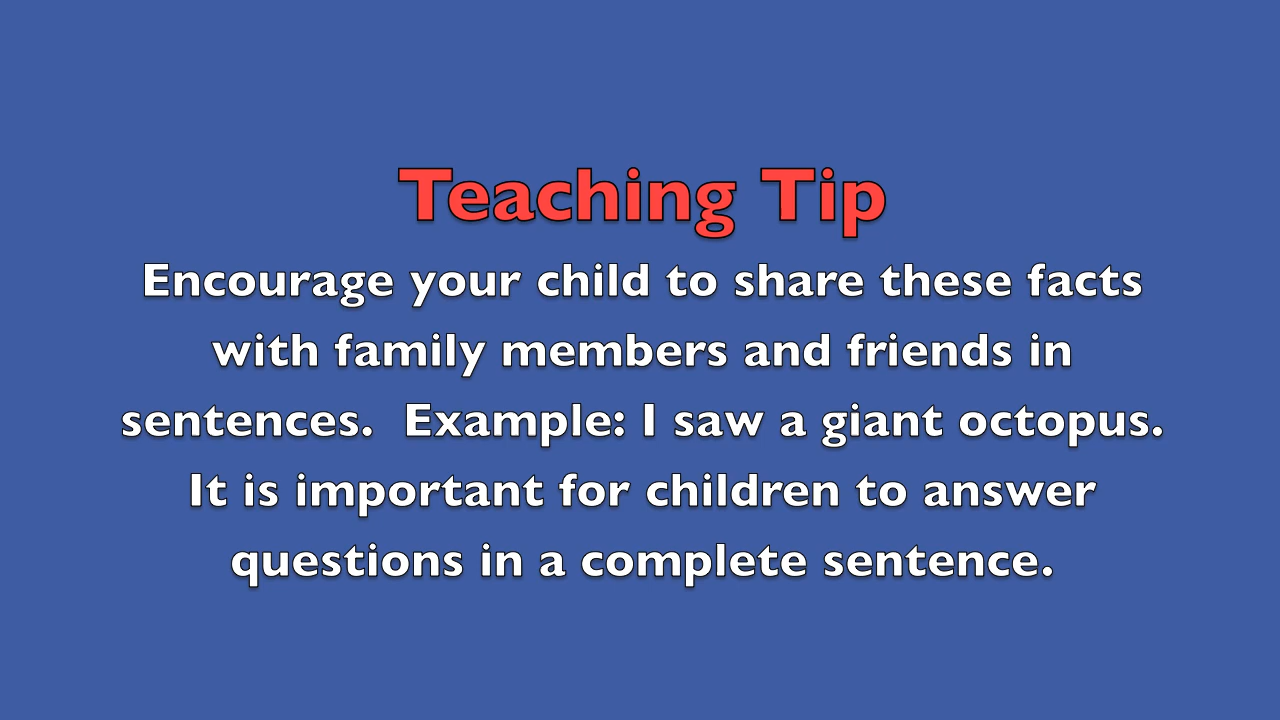 Teaching Tip
Encourage your child to share these facts
with family members and friends in
sentences.  Example: I saw a giant octopus.
It is important for children to answer
questions in a complete sentence.